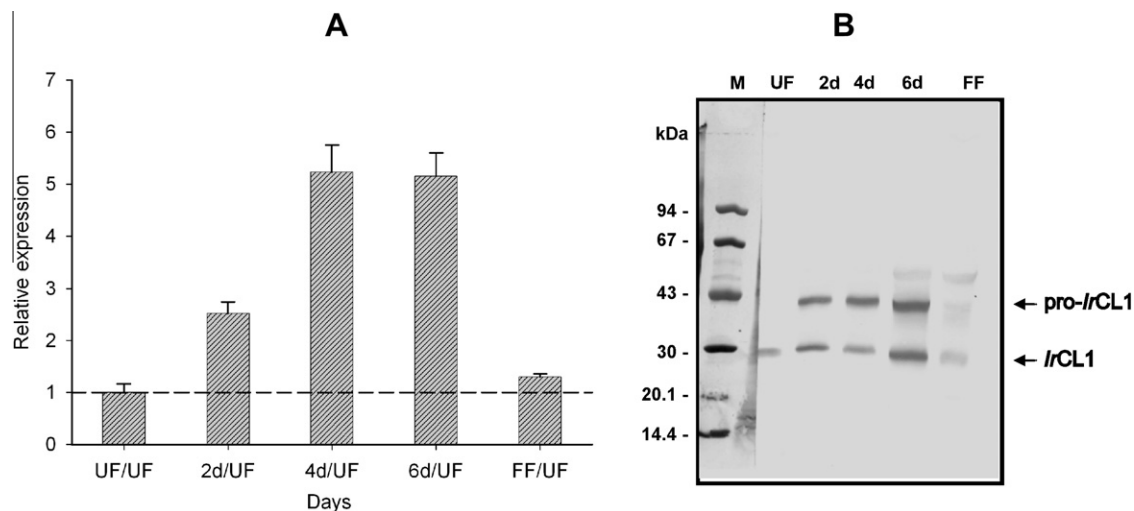 A
Relative expression
7
6
5
4
3
2
1
0
UF/UF 2d/UF 4d/UF 6d/UF FF/UF
Days
B
M UF 2d 4d 6d FF
kDa
94 -
67 -
43 -
30 -
20.1 -
14.4 -
pro-IrCL1
IrCL1